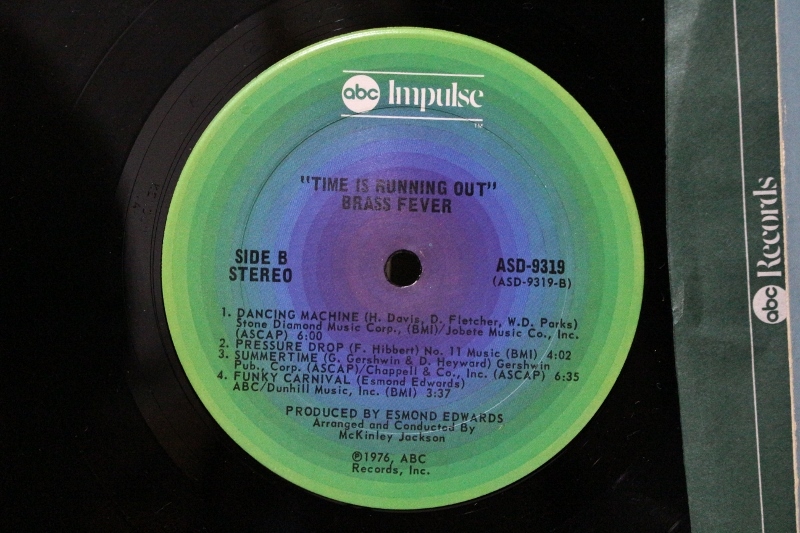 abc Impulse
TM
"TIME IS RUNNING OUT"
BRASS FEVER
SIDE B
STEREO
ASD-9319
(ASD-9319-B)
1. DANCING MACHINE (H. Davis, D. Fletcher, W.D. Parks)
Stone Diamond Music Corp., (BMI)/Jobete Music Co., Inc.
(ASCAP) 6:00
2. PRESSURE DROP (F. Hibbert) No. 11 Music (BMI) 4:02
3. SUMMERTIME (G. Gershwin & D. Heyward) Gershwin
Pub., Corp. (ASCAP)/Chappell & Co., Inc. (ASCAP) 6:35
4. FUNKY CARNIVAL (Esmond Edwards)
ABC/Dunhill Music, Inc. (BMI) 3:37
PRODUCED BY ESMOND EDWARDS
Arranged and Conducted By
McKinley Jackson
℗1976, ABC
Records, Inc.
abc Records